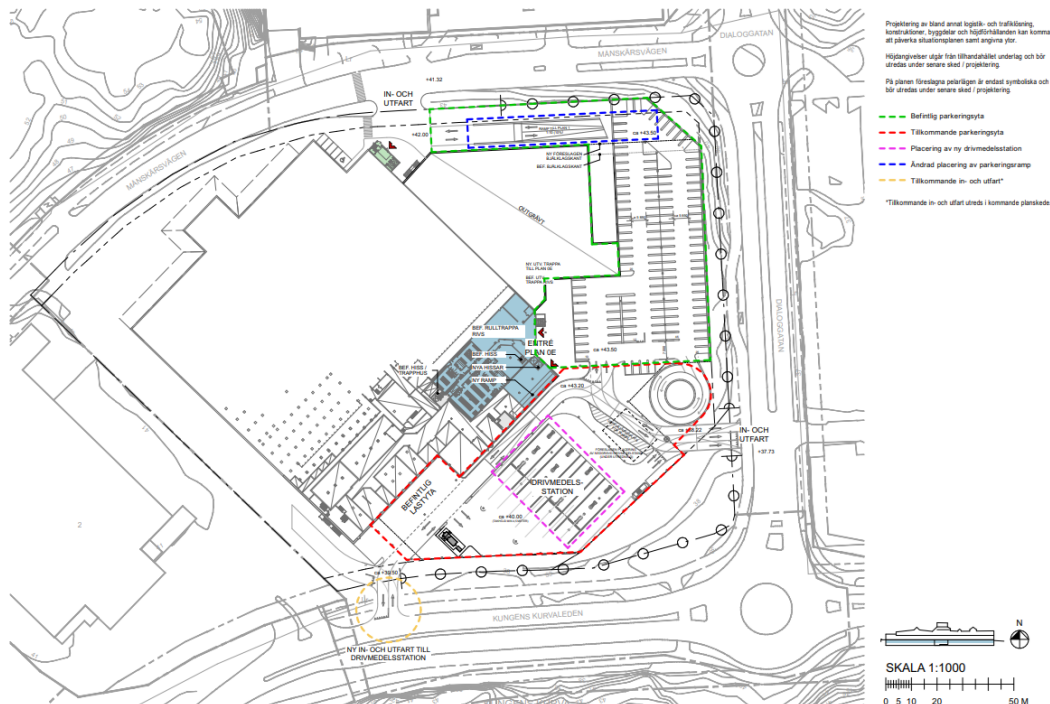 Projektering av bland annat logistik- och trafiklösning,
konstruktioner, byggdelar och höjdförhållanden kan komma
att påverka situationsplanen samt angivna ytor.
Höjdangivelser utgår från tillhandahållet underlag och bör
utredas under senare sked / projektering.
På planen föreslagna pelarlägen är endast symboliska och
bör utredas under senare sked / projektering.
Befintlig parkeringsyta
Tillkommande parkeringsyta
Placering av ny drivmedelsstation
Ändrad placering av parkeringsramp
Tillkommande in- och utfart*
*Tillkommande in- och utfart utreds i kommande planskede
DIALOGGATAN
MÅNSKÄRSVÄGEN
MÅNSKÄRSVÄGEN
+41.32
IN- OCH
UTFART
+42.00
ca +43.50
NY FÖRESLAGEN
BJÄLKLAGSKANT
BEF. BJÄLKLAGSKANT
OUTGRÄVT
NY UTV. TRAPPA
TILL PLAN 0E
BEF. UTV.
TRAPPA RIVS
DIALOGGATAN
BEF. RULLTRAPPA
RIVS
ENTRÉ
PLAN 0E
ca +43.50
BEF. HISS
NYA HISSAR
NY RAMP
BEF. HISS /
TRAPPHUS
ca +43.20
IN- OCH
UTFART
+37.73
BEFINTLIG
LASTYTA
DRIVMEDELS-
STATION
ca +40.00
2
KUNGENS KURVALEDEN
NY IN- OCH UTFART TILL
DRIVMEDELSSTATION
N
SKALA 1:1000
0 5 10 20 50 M